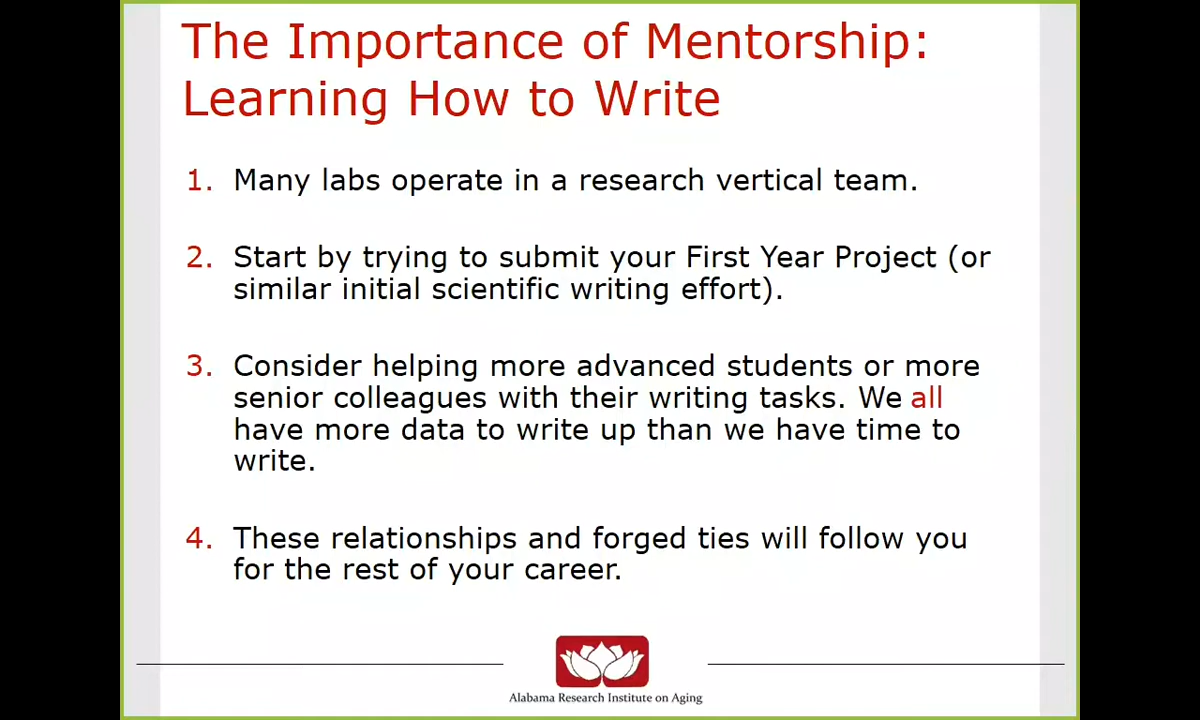 The Importance of Mentorship:
Learning How to Write
1. Many labs operate in a research vertical team.
2. Start by trying to submit your First Year Project (or
similar initial scientific writing effort).
3. Consider helping more advanced students or more
senior colleagues with their writing tasks. We all
have more data to write up than we have time to
write.
4. These relationships and forged ties will follow you
for the rest of your career.
Alabama Research Institute on Aging